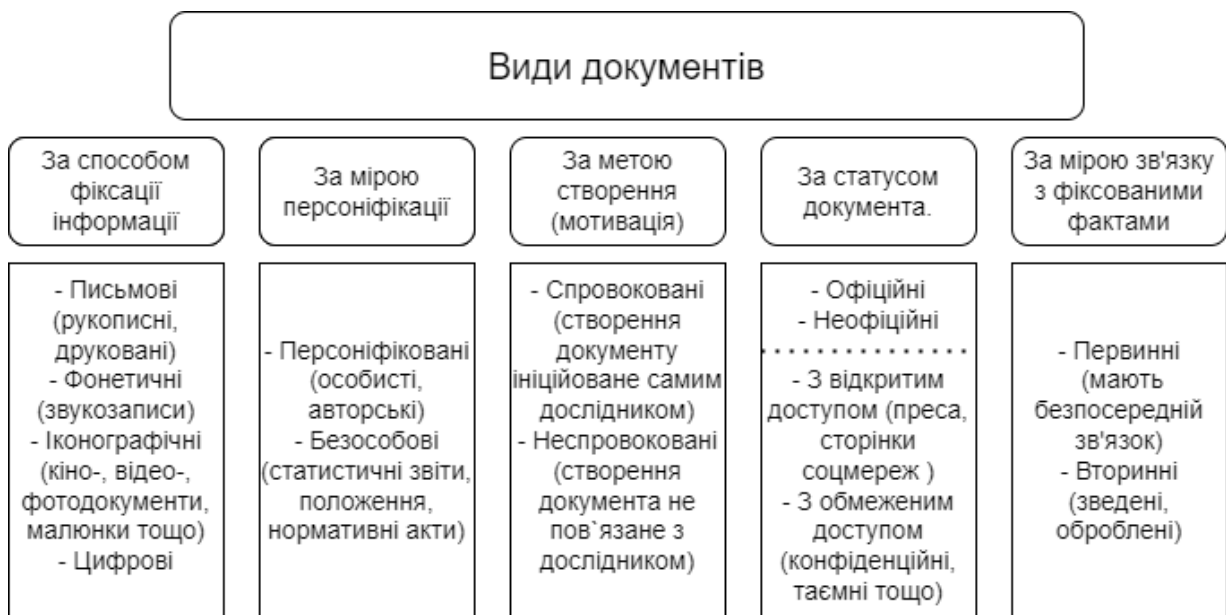 Види документів
За способом
фіксації
інформації
За мірою
персоніфікації
За метою
створення
(мотивація)
За статусом
документа.
За мірою зв'язку
з фіксованими
фактами
- Письмові
(рукописні,
друковані)
- Фонетичні
(звукозаписи)
- Іконографічні
(кіно-, відео-,
фотодокументи,
малюнки тощо)
- Цифрові
- Персоніфіковані
(особисті,
авторські)
- Безособові
(статистичні звіти,
положення,
нормативні акти)
- Спровоковані
(створення
документу
ініційоване самим
дослідником)
- Неспровоковані
(створення
документа не
пов`язане з
дослідником)
- Офіційні
- Неофіційні
- З відкритим
доступом (преса,
сторінки
соцмереж )
- З обмеженим
доступом
(конфіденційні,
таємні тощо)
- Первинні
(мають
безпосередній
зв'язок)
- Вторинні
(зведені,
оброблені)